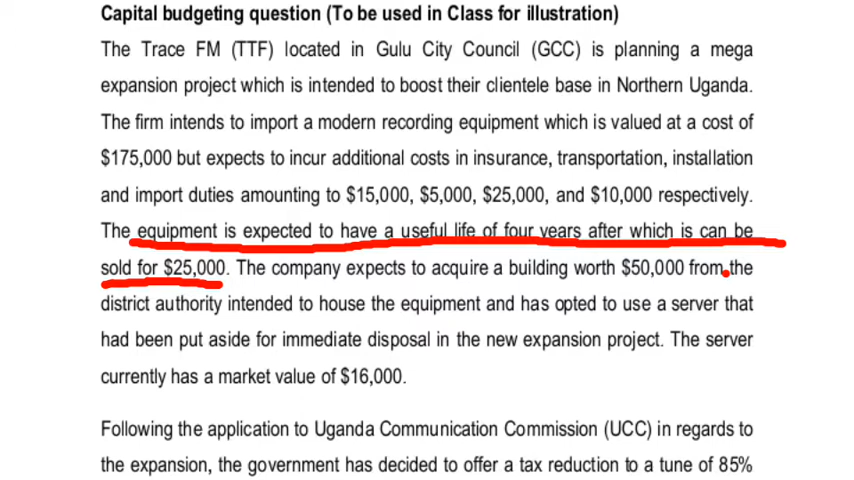 Capital budgeting question (To be used in Class for illustration)
The Trace FM (TTF) located in Gulu City Council (GCC) is planning a mega
expansion project which is intended to boost their clientele base in Northern Uganda.
The firm intends to import a modern recording equipment which is valued at a cost of
$175,000 but expects to incur additional costs in insurance, transportation, installation
and import duties amounting to $15,000, $5,000, $25,000, and $10,000 respectively.
The equipment is expected to have a useful life of four years after which is can be
sold for $25,000. The company expects to acquire a building worth $50,000 from the
district authority intended to house the equipment and has opted to use a server that
had been put aside for immediate disposal in the new expansion project. The server
currently has a market value of $16,000.
Following the application to Uganda Communication Commission (UCC) in regards to
the expansion, the government has decided to offer a tax reduction to a tune of 85%